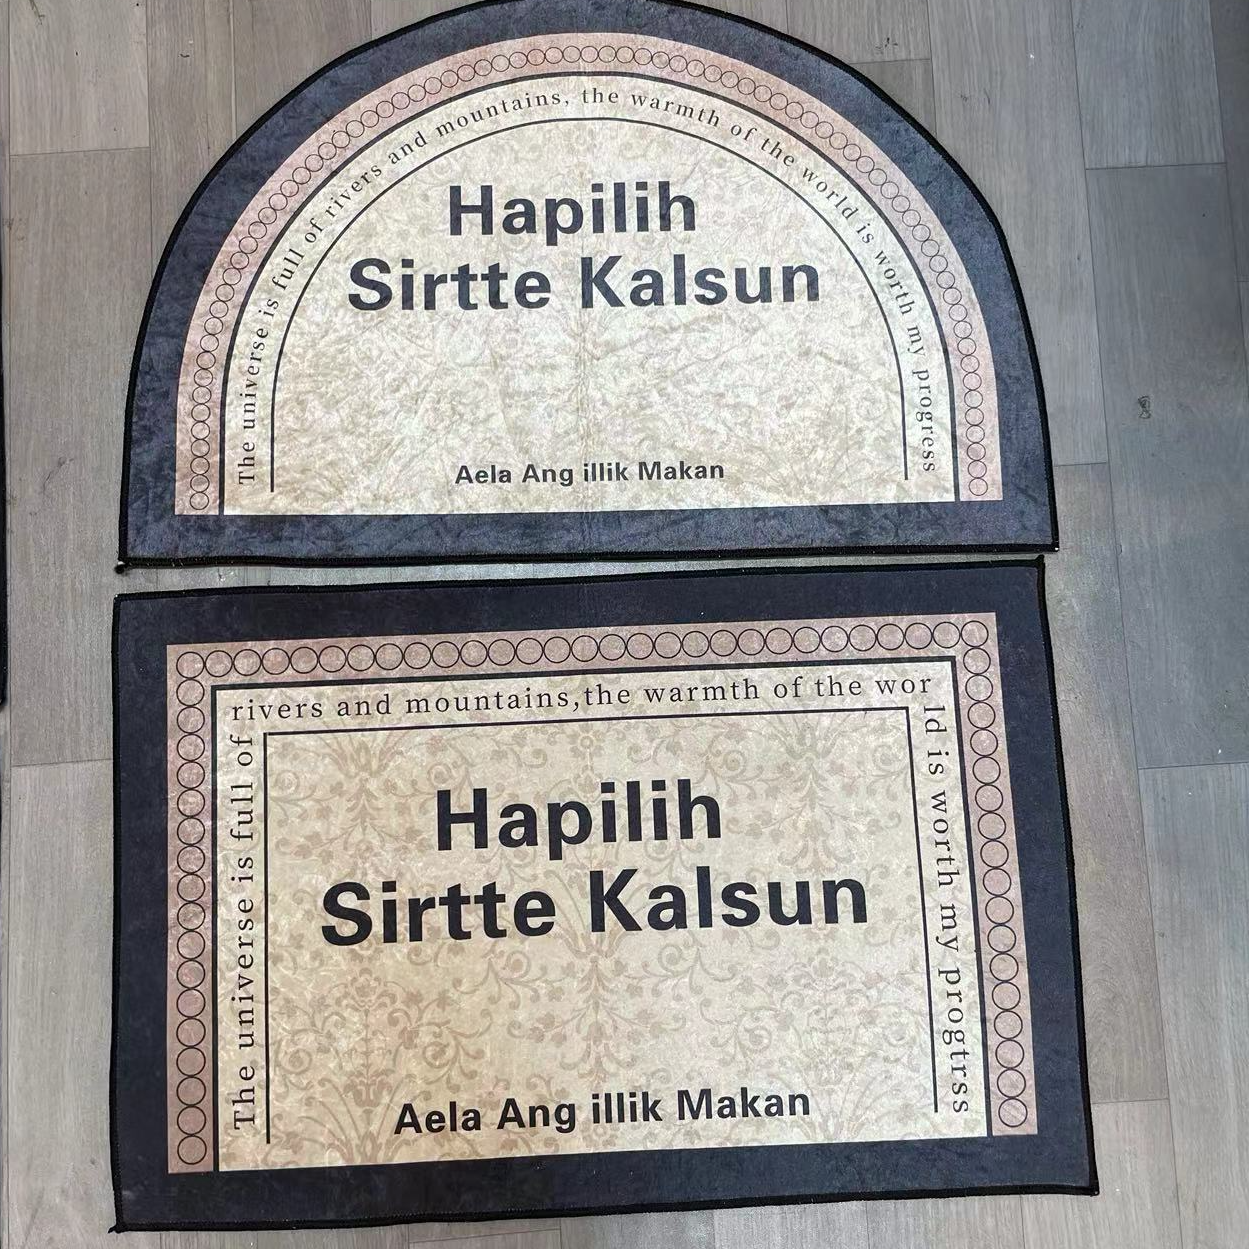 The universe is full of rivers and mountains, the warmth of the world is worth my progress
Hapilih
Sirtte Kalsun
Aela Ang illik Makan
The universe is full of
rivers and mountains,the warmth of the wor
ld is worth my progtrss
Hapilih
Sirtte Kalsun
Aela Ang illik Makan